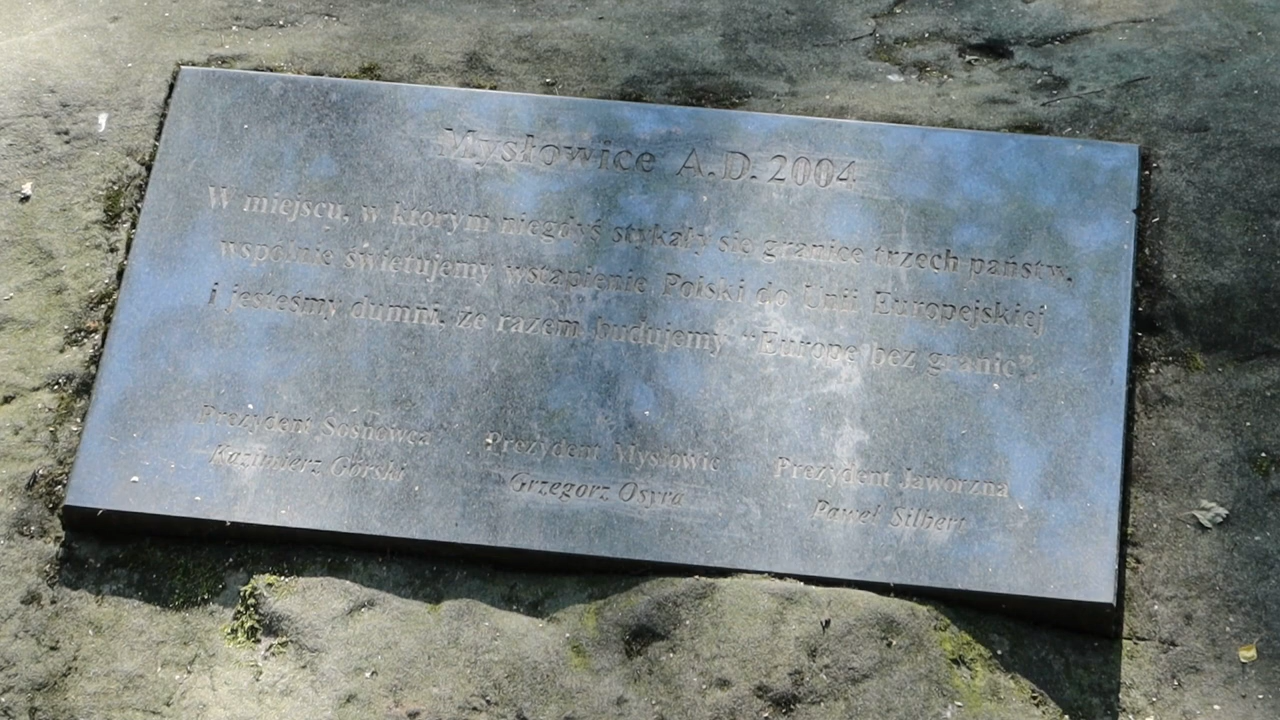 Mysłowice A.D. 2004
W miejscu, w którym niegdyś stykały się granice trzech państw,
wspólnie świętujemy wstąpienie Polski do Unii Europejskiej
i jesteśmy dumni, że razem budujemy "Europę bez granic".
Prezydent Sosnowca Prezydent Mysłowic Prezydent Jaworzna
Kazimierz Górski Grzegorz Osyra Paweł Silbert